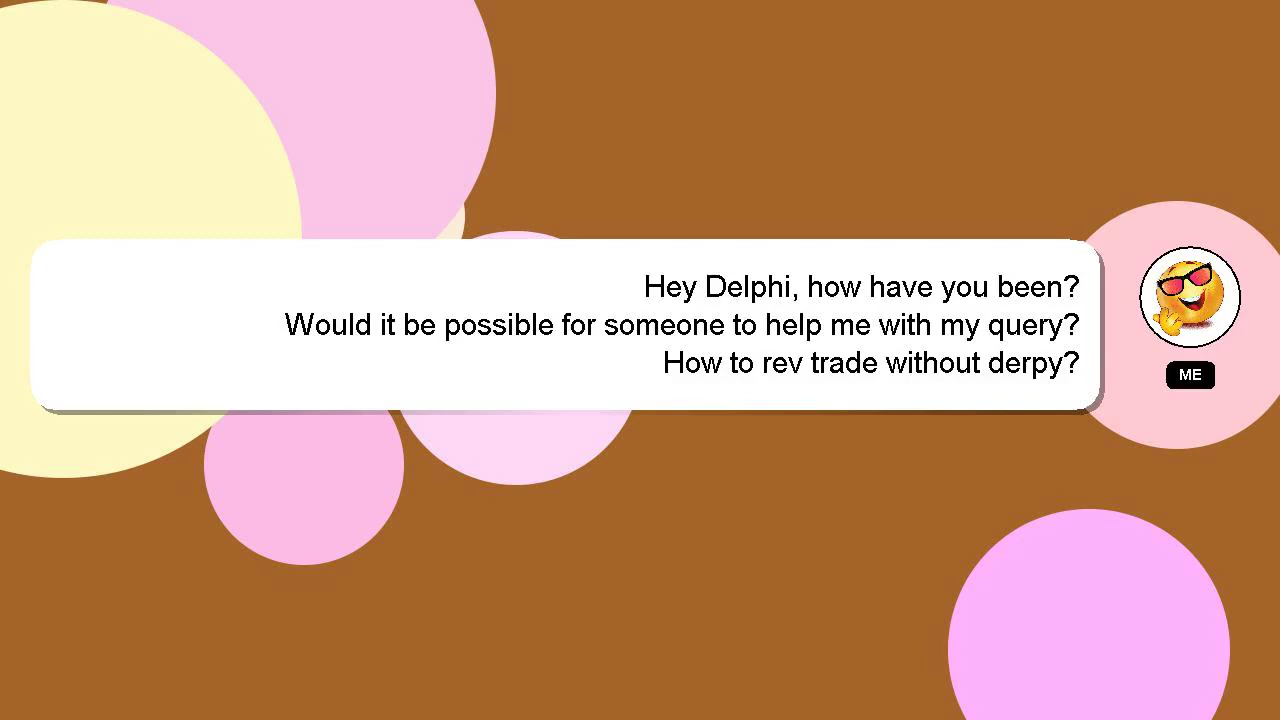 Hey Delphi, how have you been?
Would it be possible for someone to help me with my query?
How to rev trade without derpy?
ME